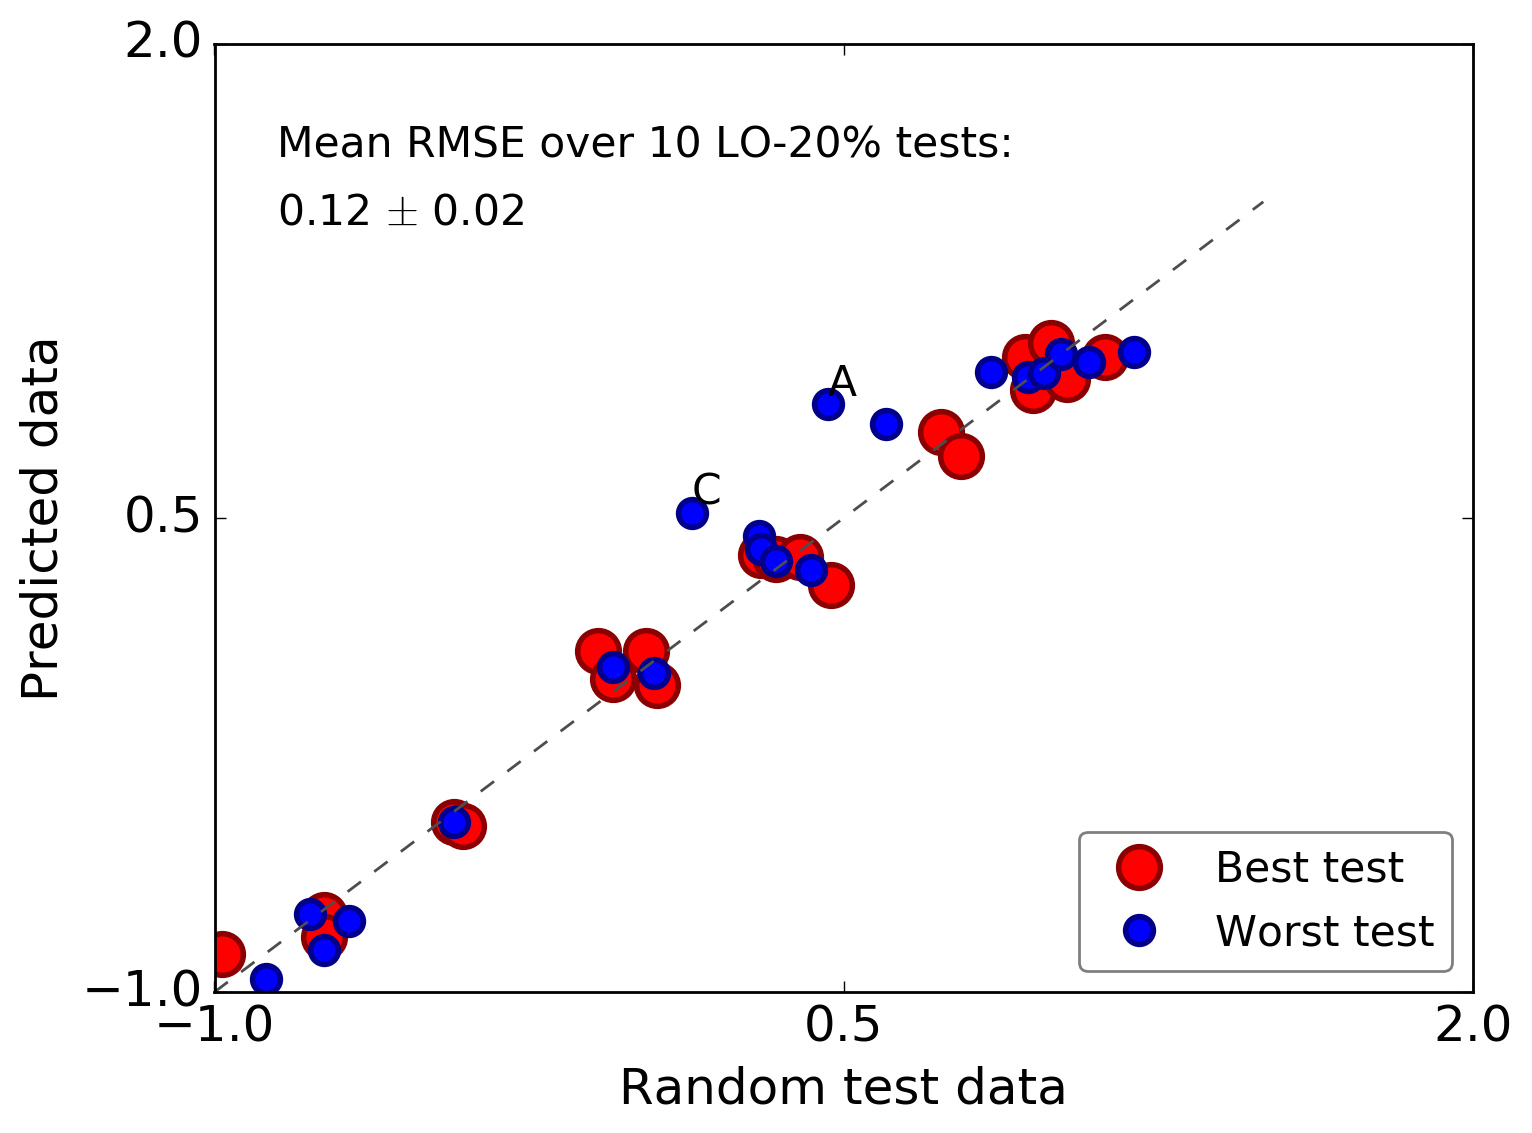 2.0
Mean RMSE over 10 LO-20% tests:
0.12 ± 0.02
A
C
0.5
Predicted data
Best test
Worst test
−1.0
−1.0
0.5
2.0
Random test data